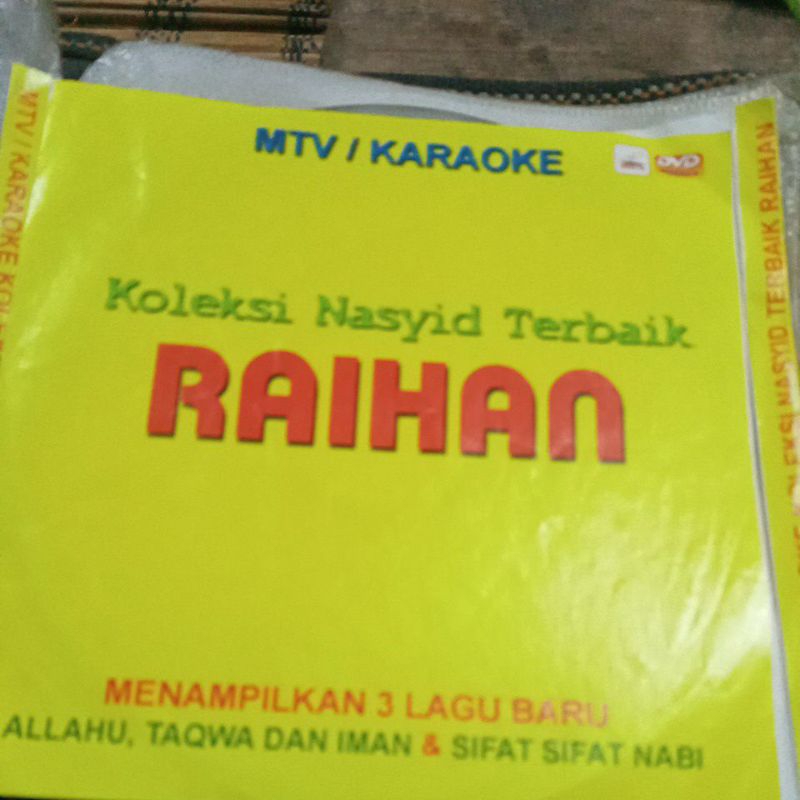 MTV / KARAOKE
DVD
Koleksi Nasyid Terbaik
RAIHAN
MENAMPILKAN 3 LAGU BARU
ALLAHU, TAQWA DAN IMAN & SIFAT SIFAT NABI
MTV / KARAOKE
KOLEKSI NASYID TERBAIK RAIHAN